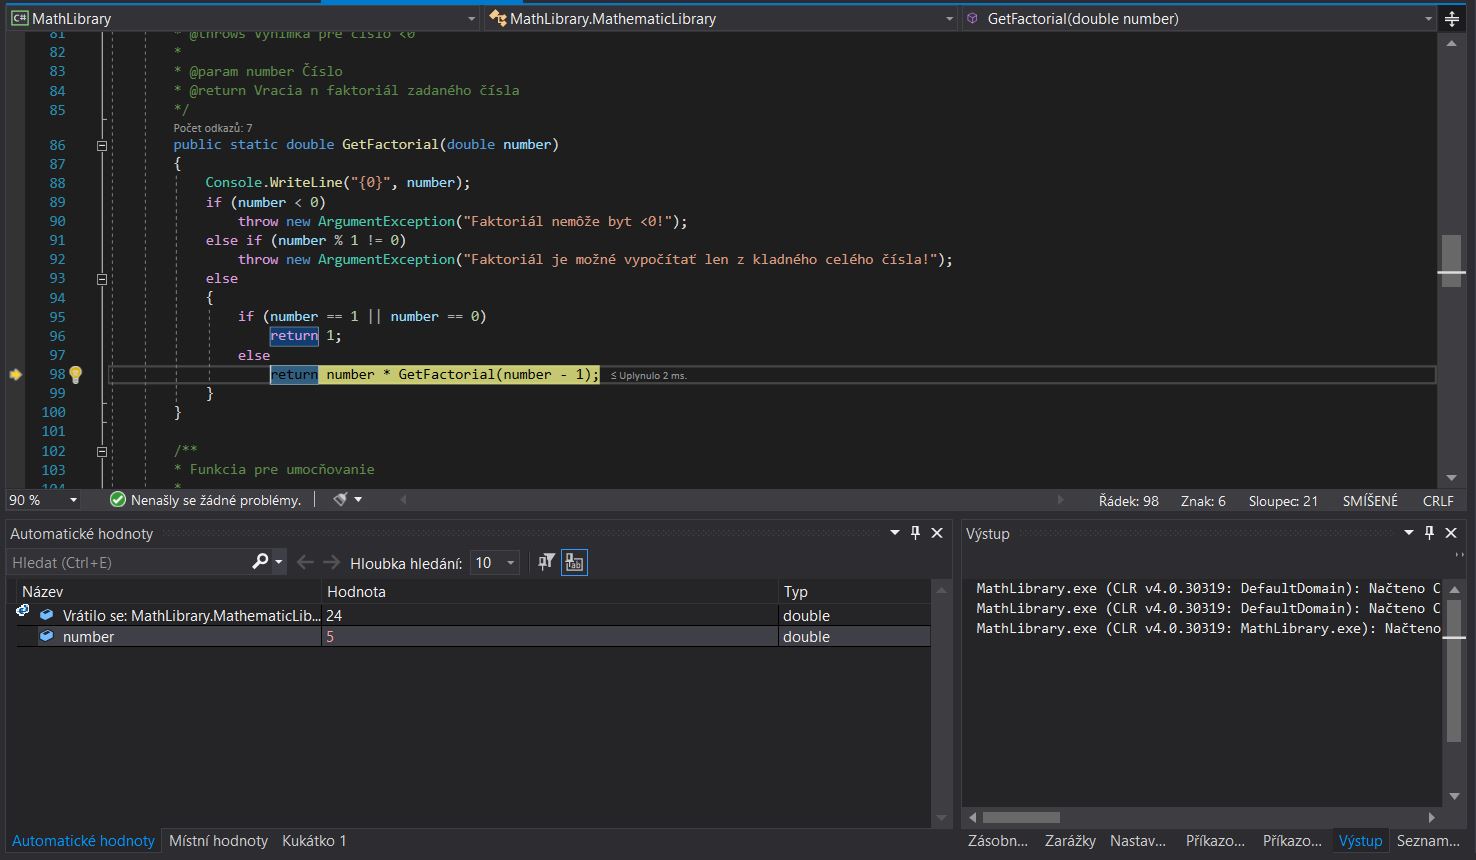 C# MathLibrary
MathLibrary.MathematicLibrary
GetFactorial(double number)
81 * @throws Výnimka pre číslo <0
82 *
83 * @param number Číslo
84 * @return Vracia n faktoriál zadaného čísla
85 */
Počet odkazů: 7
86 public static double GetFactorial(double number)
87 {
88 Console.WriteLine("{0}", number);
89 if (number < 0)
90 throw new ArgumentException("Faktoriál nemôže byt <0!");
91 else if (number % 1 != 0)
92 throw new ArgumentException("Faktoriál je možné vypočítať len z kladného celého čísla!");
93 else
94 {
95 if (number == 1 || number == 0)
96 return 1;
97 else
98 return number * GetFactorial(number - 1); ≤ Uplynulo 2 ms.
99 }
100 }
101
102 /**
103 * Funkcia pre umocňovanie
104 *
90 %
Nenašly se žádné problémy.
Řádek: 98 Znak: 6 Sloupec: 21 SMÍŠENÉ CRLF
Automatické hodnoty
Hledat (Ctrl+E)
Hloubka hledání: 10
Název Hodnota Typ
Vrátilo se: MathLibrary.MathematicLib... 24 double
number 5 double
Automatické hodnoty Místní hodnoty Kukátko 1
Výstup
MathLibrary.exe (CLR v4.0.30319: DefaultDomain): Načteno C
MathLibrary.exe (CLR v4.0.30319: DefaultDomain): Načteno C
MathLibrary.exe (CLR v4.0.30319: MathLibrary.exe): Načteno
Zásobn... Zarážky Nastav... Příkazo... Příkazo... Výstup Seznam...